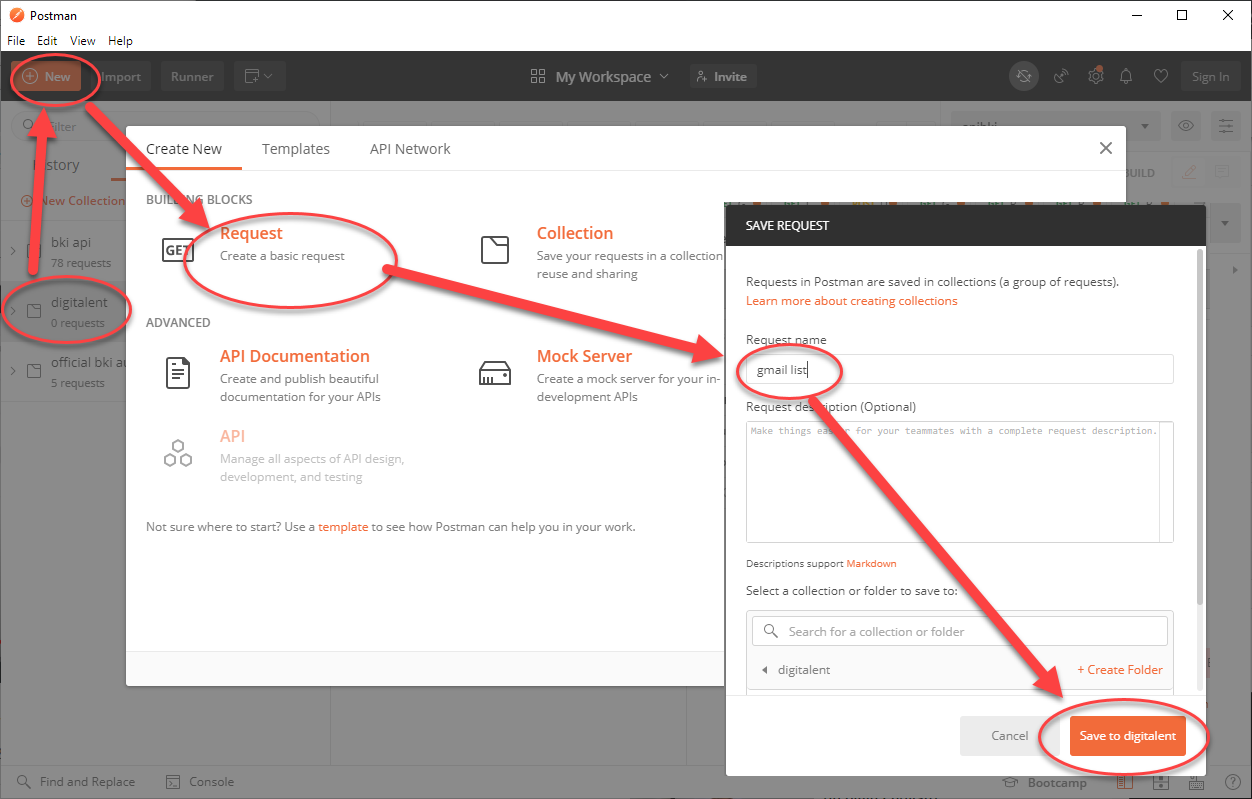 Postman
File Edit View Help
New Import Runner My Workspace Invite Sign In
Filter
History
New Collection
bki api
78 requests
digitalent
0 requests
official bki
5 requests
Create New Templates API Network
BUILDING BLOCKS
GET
Request
Create a basic request
Collection
Save your requests in a collection
reuse and sharing
ADVANCED
API Documentation
Create and publish beautiful
documentation for your APIs
Mock Server
Create a mock server for your in-
development APIs
API
Manage all aspects of API design,
development, and testing
Not sure where to start? Use a template to see how Postman can help you in your work.
BUILD
SAVE REQUEST
Requests in Postman are saved in collections (a group of requests).
Learn more about creating collections
Request name
gmail list
Request description (Optional)
Make things easier for your teammates with a complete request description.
Descriptions support Markdown
Select a collection or folder to save to:
Search for a collection or folder
digitalent + Create Folder
Cancel Save to digitalent
Find and Replace Console Bootcamp